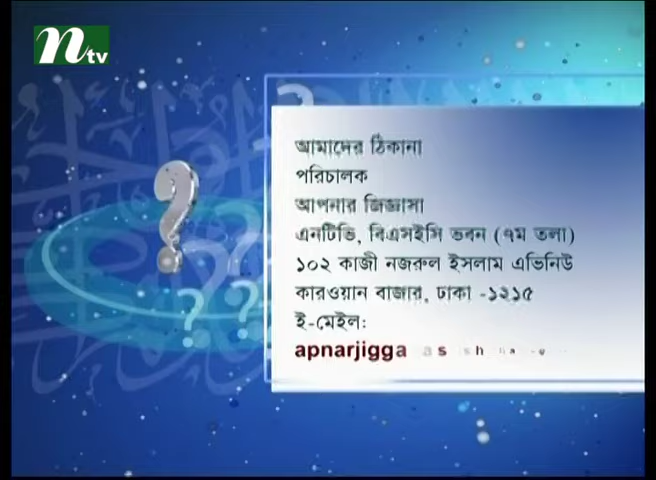 ntv
আমাদের ঠিকানা
পরিচালক
আপনার জিজ্ঞাসা
এনটিভি, বিএসইসি ভবন (৭ম তলা)
১০২ কাজী নজরুল ইসলাম এভিনিউ
কারওয়ান বাজার, ঢাকা -১২১৫
ই-মেইল:
apnarjigga